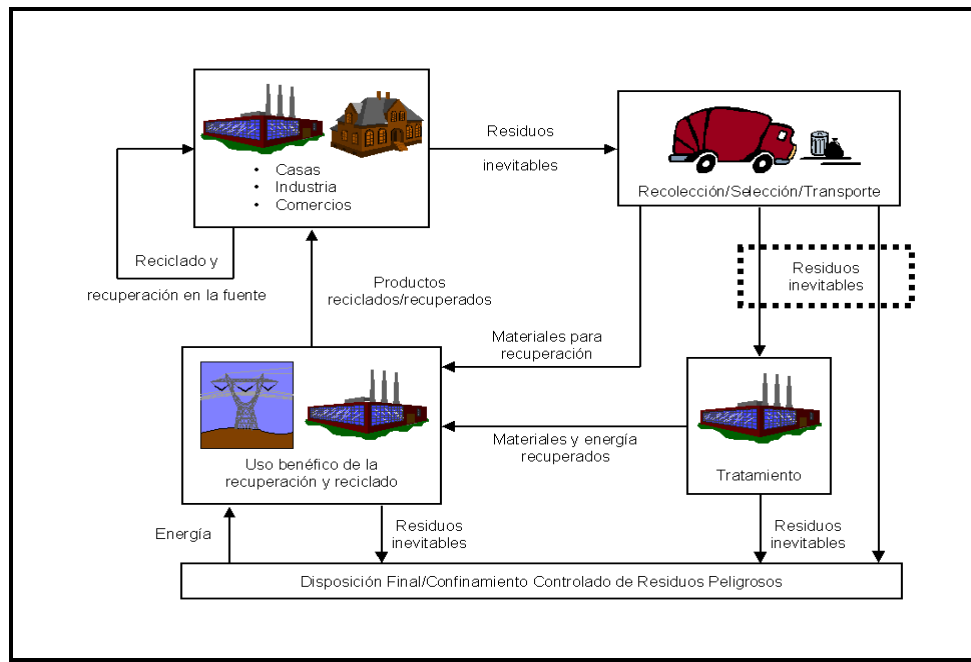 • Casas
• Industria
• Comercios
Residuos
inevitables
Recolección/Selección/Transporte
Reciclado y
recuperación en la fuente
Productos
reciclados/recuperados
Residuos
inevitables
Materiales para
recuperación
Uso benéfico de la
recuperación y reciclado
Materiales y energía
recuperados
Tratamiento
Energía
Residuos
inevitables
Residuos
inevitables
Disposición Final/Confinamiento Controlado de Residuos Peligrosos